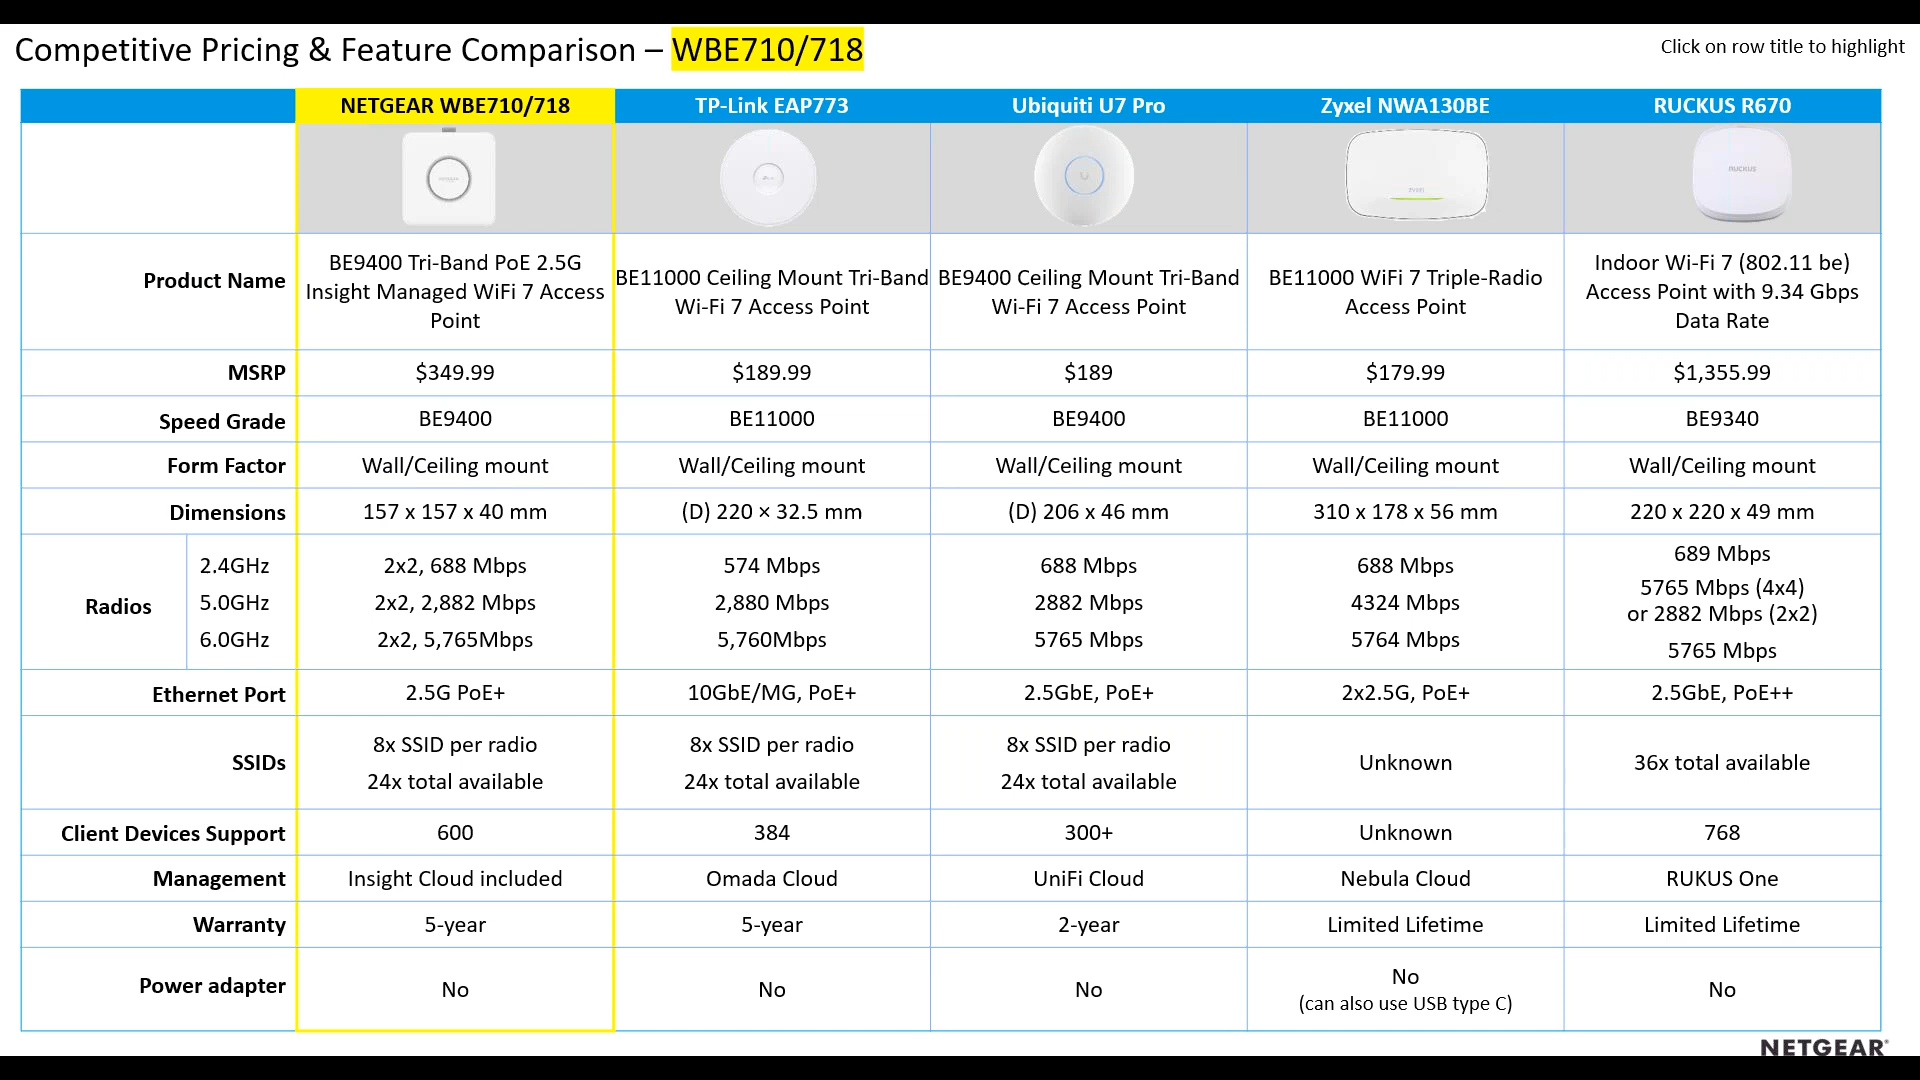 Competitive Pricing & Feature Comparison – WBE710/718
Click on row title to highlight
NETGEAR WBE710/718
TP-Link EAP773
Ubiquiti U7 Pro
Zyxel NWA130BE
RUCKUS R670
U
ZYXEL
RUCKUS
Product Name
BE9400 Tri-Band PoE 2.5G
Insight Managed WiFi 7 Access
Point
BE11000 Ceiling Mount Tri-Band
Wi-Fi 7 Access Point
BE9400 Ceiling Mount Tri-Band
Wi-Fi 7 Access Point
BE11000 WiFi 7 Triple-Radio
Access Point
Indoor Wi-Fi 7 (802.11 be)
Access Point with 9.34 Gbps
Data Rate
MSRP
$349.99
$189.99
$189
$179.99
$1,355.99
Speed Grade
BE9400
BE11000
BE9400
BE11000
BE9340
Form Factor
Wall/Ceiling mount
Wall/Ceiling mount
Wall/Ceiling mount
Wall/Ceiling mount
Wall/Ceiling mount
Dimensions
157 x 157 x 40 mm
(D) 220 × 32.5 mm
(D) 206 x 46 mm
310 x 178 x 56 mm
220 x 220 x 49 mm
Radios
2.4GHz
2x2, 688 Mbps
574 Mbps
688 Mbps
688 Mbps
689 Mbps
5.0GHz
2x2, 2,882 Mbps
2,880 Mbps
2882 Mbps
4324 Mbps
5765 Mbps (4x4)
or 2882 Mbps (2x2)
6.0GHz
2x2, 5,765Mbps
5,760Mbps
5765 Mbps
5764 Mbps
5765 Mbps
Ethernet Port
2.5G PoE+
10GbE/MG, PoE+
2.5GbE, PoE+
2x2.5G, PoE+
2.5GbE, PoE++
SSIDs
8x SSID per radio
24x total available
8x SSID per radio
24x total available
8x SSID per radio
24x total available
Unknown
36x total available
Client Devices Support
600
384
300+
Unknown
768
Management
Insight Cloud included
Omada Cloud
UniFi Cloud
Nebula Cloud
RUKUS One
Warranty
5-year
5-year
2-year
Limited Lifetime
Limited Lifetime
Power adapter
No
No
No
No
(can also use USB type C)
No
NETGEAR®